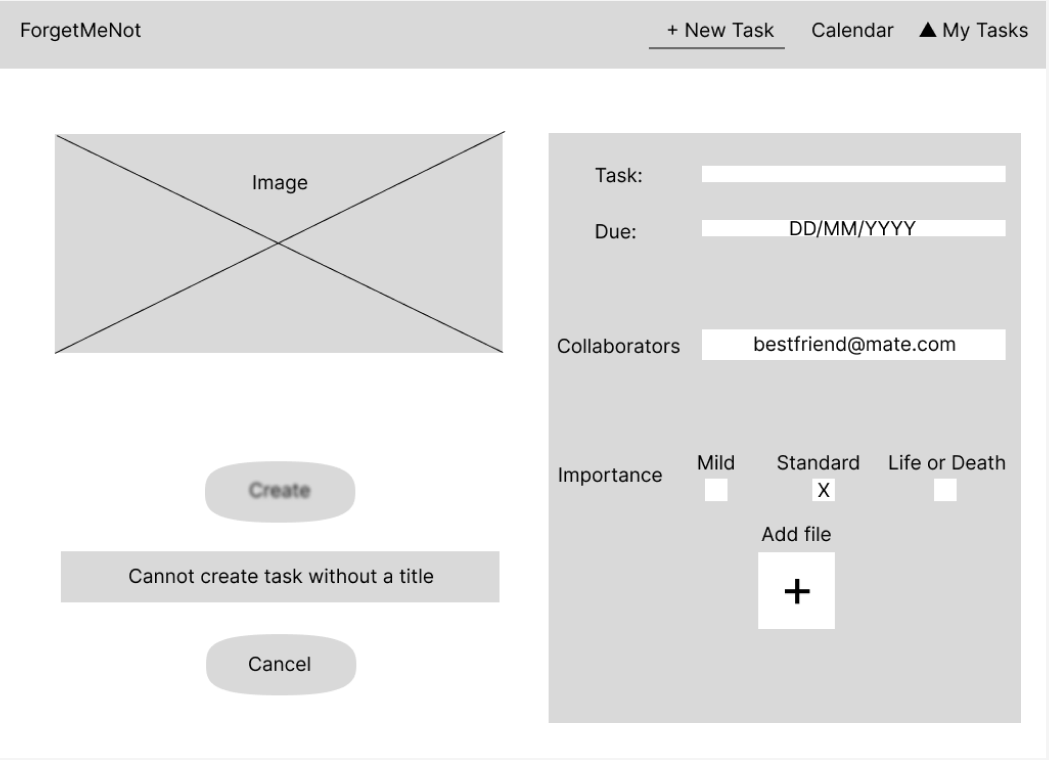 ForgetMeNot
+ New Task
Calendar
▲ My Tasks
Image
Create
Cannot create task without a title
Cancel
Task:
Due:
DD/MM/YYYY
Collaborators
bestfriend@mate.com
Importance
Mild
Standard
Life or Death
X
Add file
+